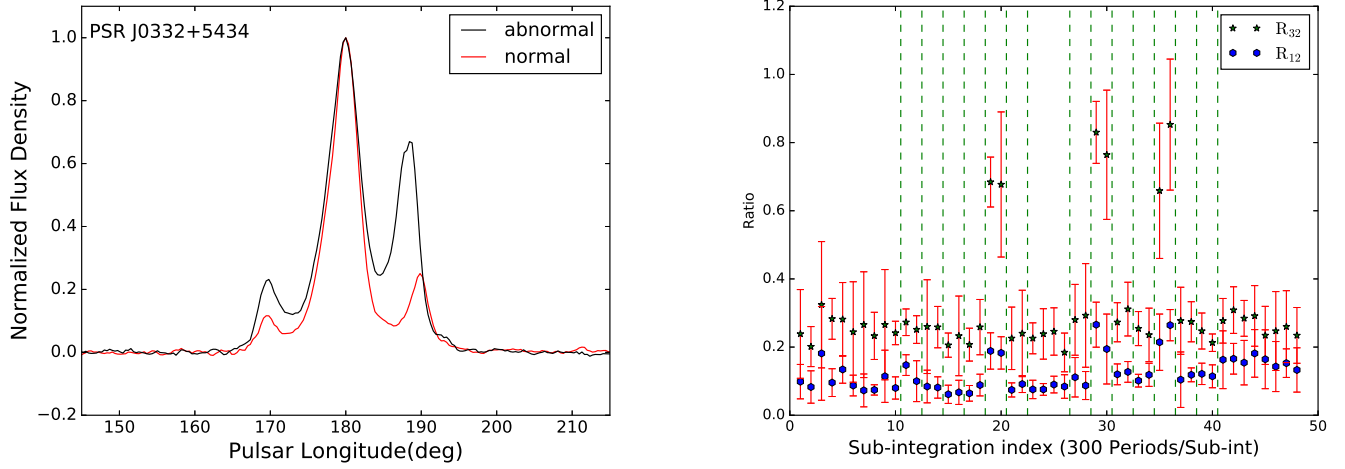 PSR J0332+5434
abnormal
normal
1.0
0.8
0.6
0.4
0.2
0.0
−0.2
Normalized Flux Density
150 160 170 180 190 200 210
Pulsar Longitude(deg)
R32
R12
1.2
1.0
0.8
0.6
0.4
0.2
0.0
Ratio
0 10 20 30 40 50
Sub-integration index (300 Periods/Sub-int)